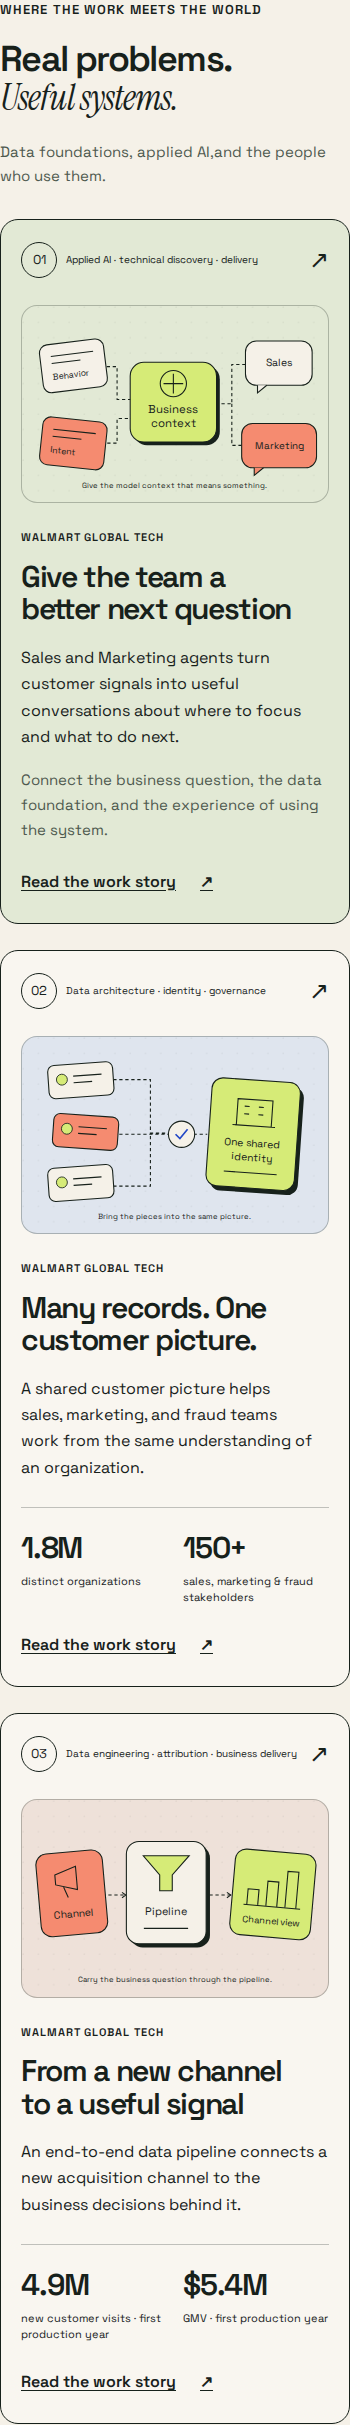 WHERE THE WORK MEETS THE WORLD
Real problems.
Useful systems.
Data foundations, applied AI,and the people
who use them.
01 Applied AI · technical discovery · delivery ↗
Behavior
Intent
Business
context
Sales
Marketing
Give the model context that means something.
WALMART GLOBAL TECH
Give the team a
better next question
Sales and Marketing agents turn
customer signals into useful
conversations about where to focus
and what to do next.
Connect the business question, the data
foundation, and the experience of using
the system.
Read the work story ↗
02 Data architecture · identity · governance ↗
One shared
identity
Bring the pieces into the same picture.
WALMART GLOBAL TECH
Many records. One
customer picture.
A shared customer picture helps
sales, marketing, and fraud teams
work from the same understanding of
an organization.
1.8M 150+
distinct organizations sales, marketing & fraud
stakeholders
Read the work story ↗
03 Data engineering · attribution · business delivery ↗
Channel
Pipeline
Channel view
Carry the business question through the pipeline.
WALMART GLOBAL TECH
From a new channel
to a useful signal
An end-to-end data pipeline connects a
new acquisition channel to the
business decisions behind it.
4.9M $5.4M
new customer visits · first GMV · first production year
production year
Read the work story ↗